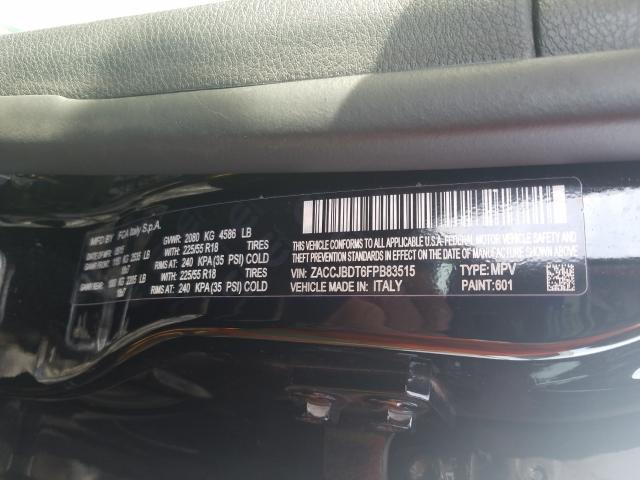 MFD BY FCA Italy S.p.A.
GVWR: 2080 KG 4586 LB
WITH: 225/55 R18 TIRES
RIMS AT: 240 KPA(35 PSI) COLD
WITH: 225/55 R18 TIRES
RIMS AT: 240 KPA(35 PSI) COLD
THIS VEHICLE CONFORMS TO ALL APPLICABLE U.S.A-FEDERAL MOTOR VEHICLE SAFETY, BUMPER, AND
THEFT PREVENTION STANDARDS IN EFFECT ON THE DATE OF MANUFACTURE SHOWN ABOVE.
VIN: ZACCJBDT6FPB83515 TYPE: MPV
VEHICLE MADE IN: ITALY PAINT:601